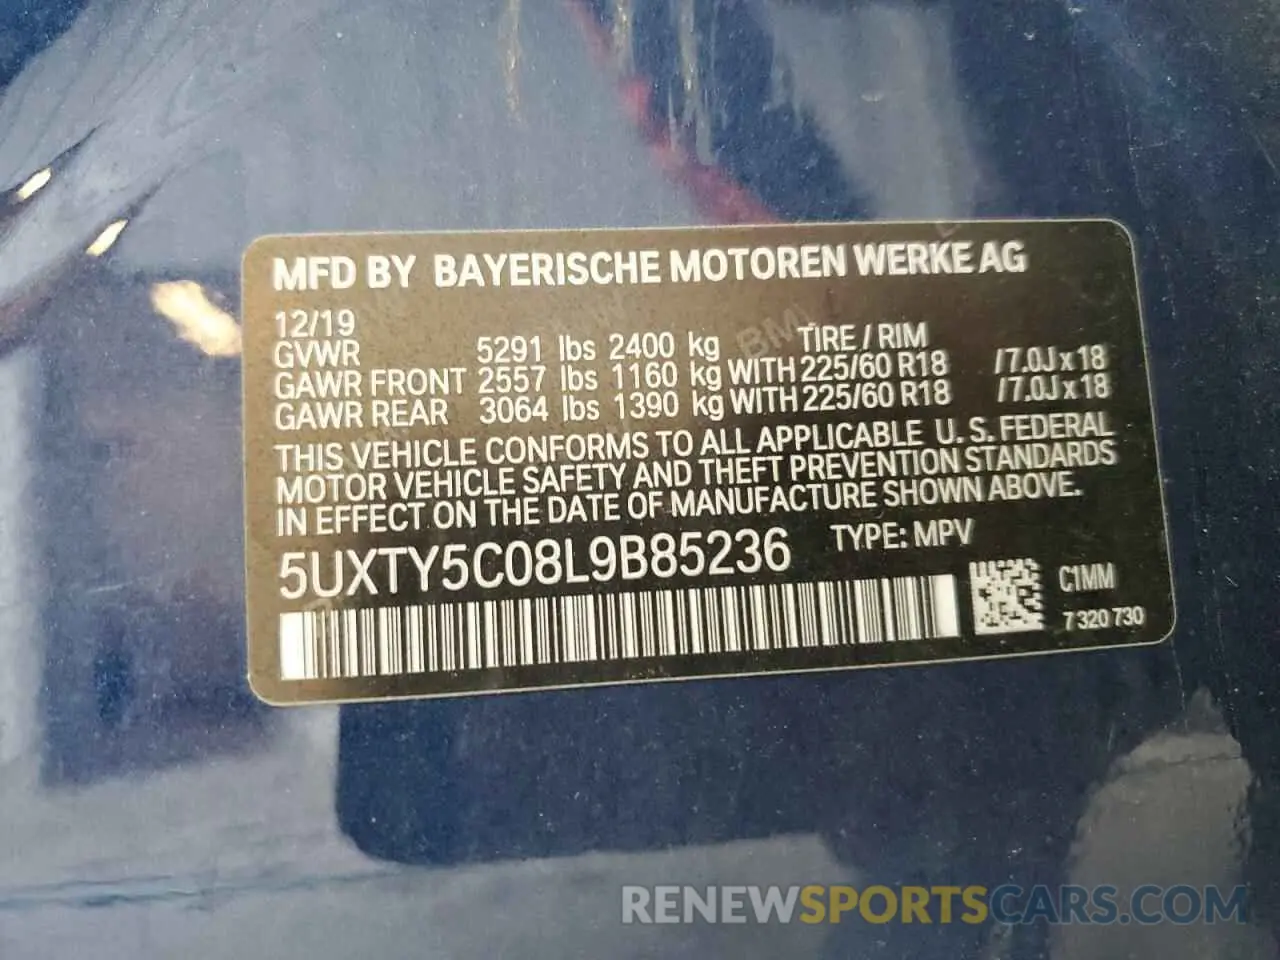 MFD BY BAYERISCHE MOTOREN WERKE AG
12/19
GVWR 5291 lbs 2400 kg TIRE / RIM
GAWR FRONT 2557 lbs 1160 kg WITH 225/60 R18 /7.0J x 18
GAWR REAR 3064 lbs 1390 kg WITH 225/60 R18 /7.0J x 18
THIS VEHICLE CONFORMS TO ALL APPLICABLE U. S. FEDERAL
MOTOR VEHICLE SAFETY AND THEFT PREVENTION STANDARDS
IN EFFECT ON THE DATE OF MANUFACTURE SHOWN ABOVE.
5UXTY5C08L9B85236 TYPE: MPV
C1MM
7 320 730
RENEWSPORTSCARS.COM